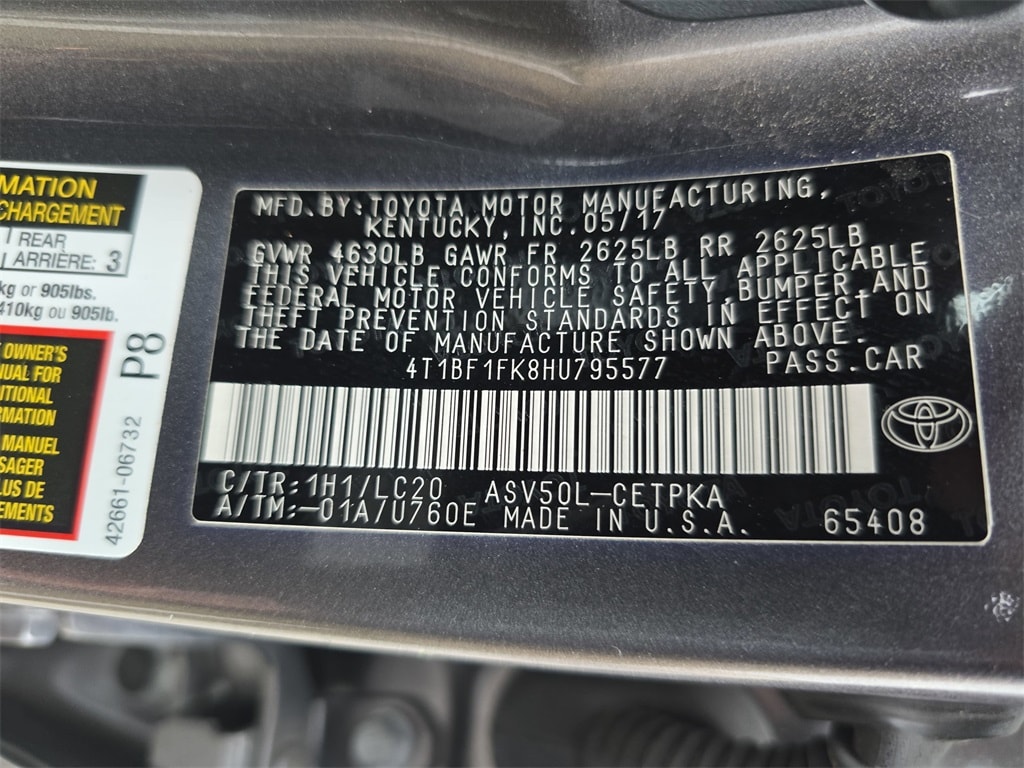 MATION
CHARGEMENT
REAR
ARRIÈRE: 3
kg or 905lbs.
410kg ou 905lb.
OWNER'S
UAL FOR
ITIONAL
RMATION
MANUEL
SAGER
LUS DE
EMENTS
P8
42661-06732
MFD.BY:TOYOTA MOTOR MANUFACTURING,
KENTUCKY,INC.05/17
GVWR 4630LB GAWR FR 2625LB RR 2625LB
THIS VEHICLE CONFORMS TO ALL APPLICABLE
FEDERAL MOTOR VEHICLE SAFETY,BUMPER,AND
THEFT PREVENTION STANDARDS IN EFFECT ON
THE DATE OF MANUFACTURE SHOWN ABOVE.
4T1BF1FK8HU795577 PASS.CAR
C/TR:1H1/LC20 ASV50L-CETPKA
A/TM:-01A/U760E MADE IN U.S.A. 65408